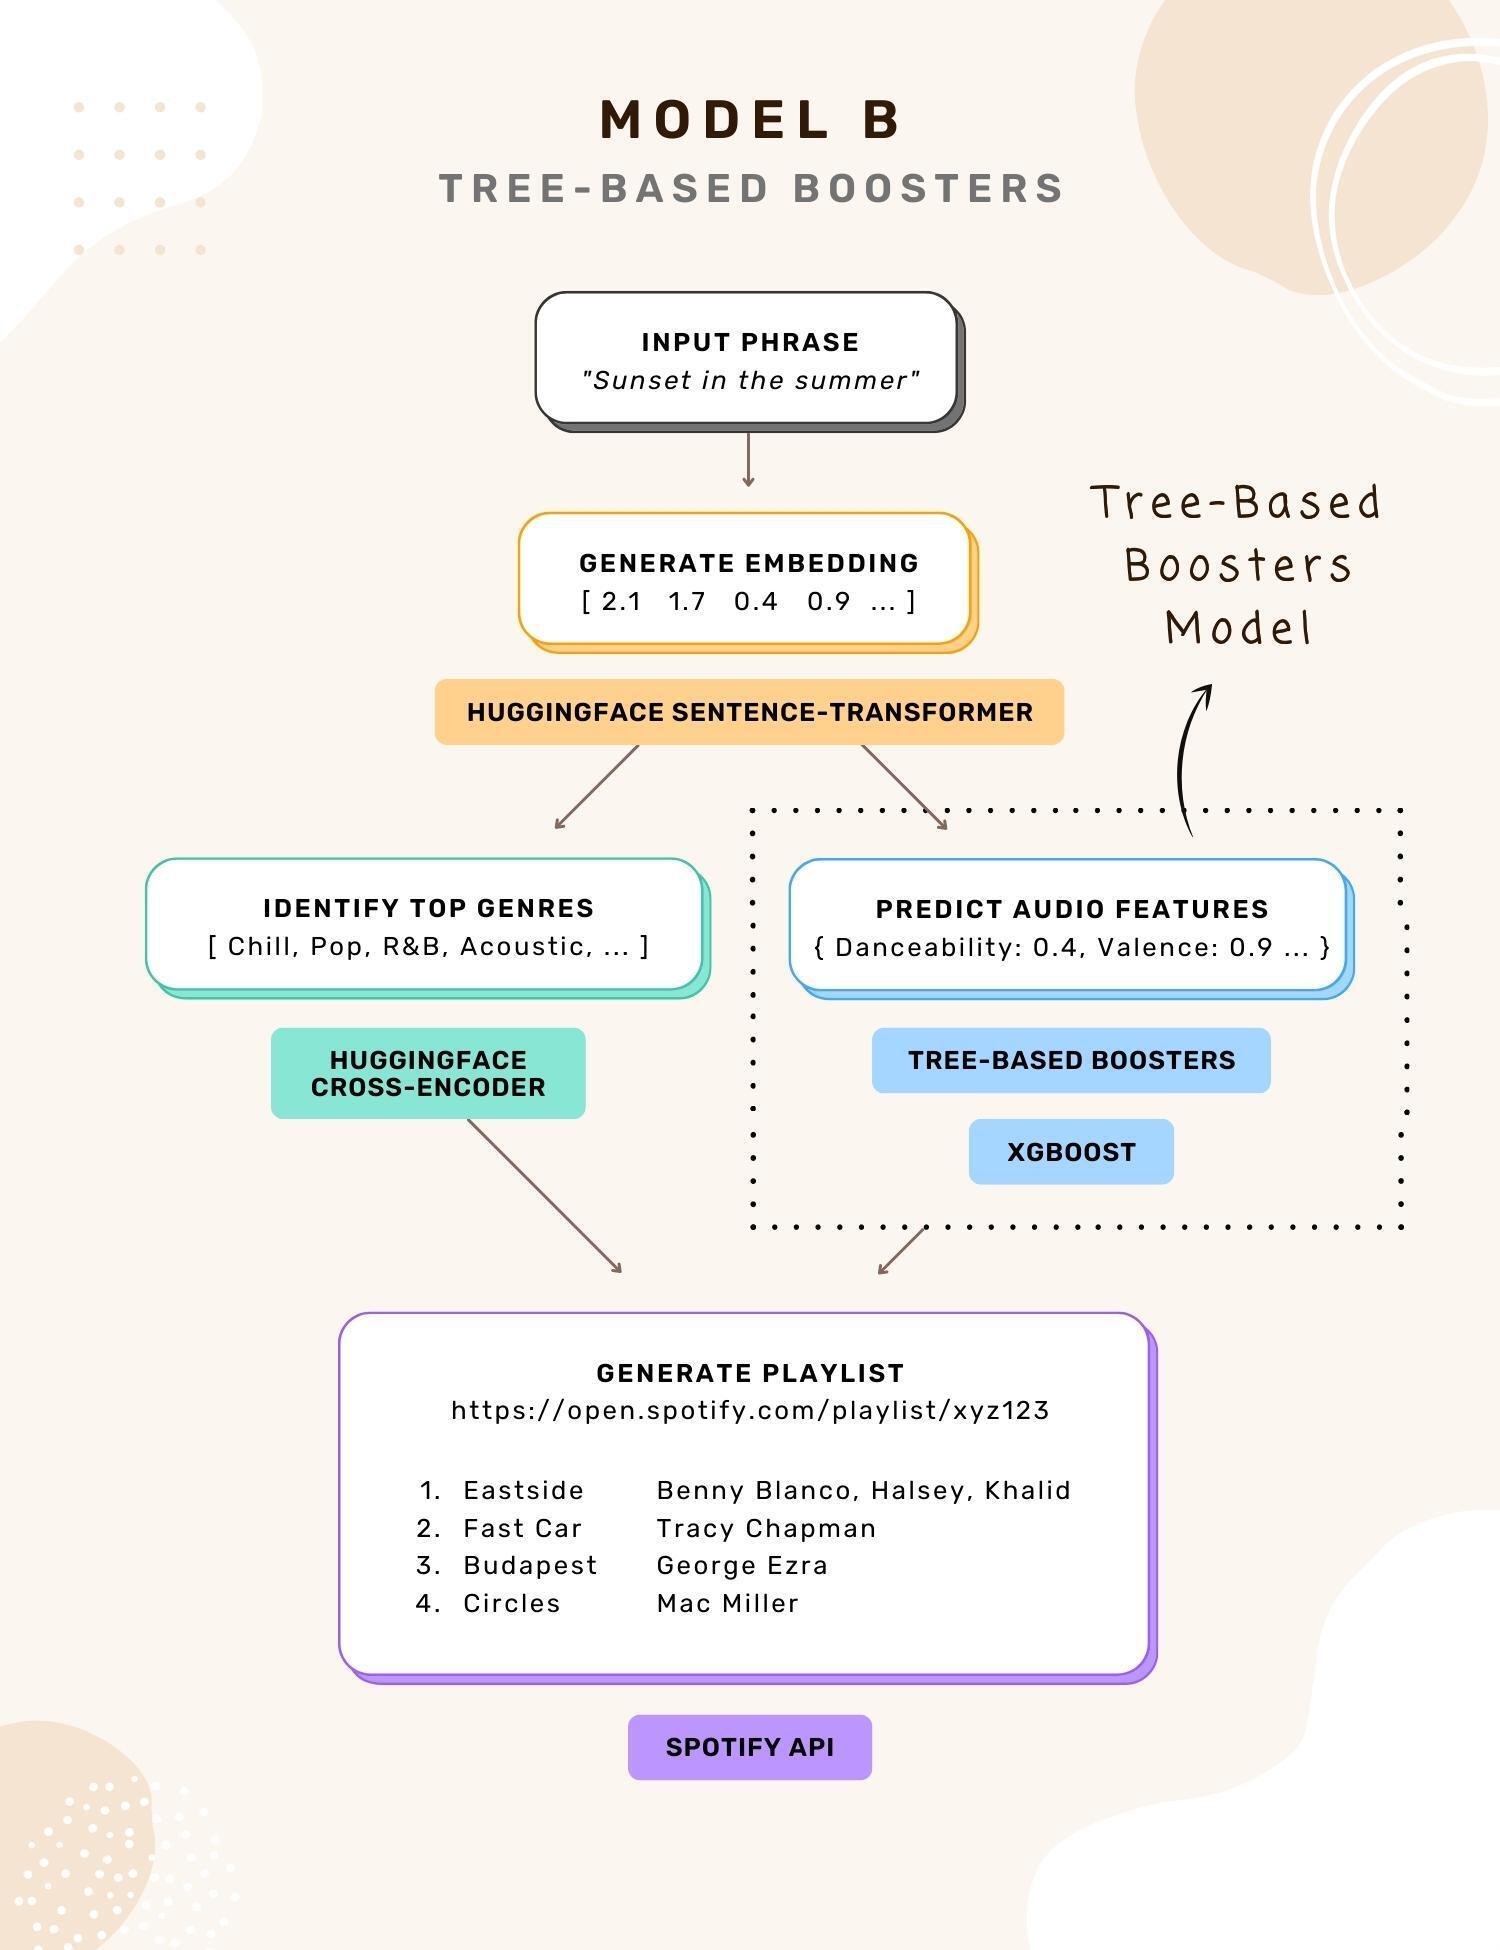 MODEL B
TREE-BASED BOOSTERS
INPUT PHRASE
"Sunset in the summer"
GENERATE EMBEDDING
[ 2.1 1.7 0.4 0.9 ... ]
HUGGINGFACE SENTENCE-TRANSFORMER
Tree-Based
Boosters
Model
IDENTIFY TOP GENRES
[ Chill, Pop, R&B, Acoustic, ... ]
HUGGINGFACE
CROSS-ENCODER
PREDICT AUDIO FEATURES
{ Danceability: 0.4, Valence: 0.9 ... }
TREE-BASED BOOSTERS
XGBOOST
GENERATE PLAYLIST
https://open.spotify.com/playlist/xyz123
1. Eastside Benny Blanco, Halsey, Khalid
2. Fast Car Tracy Chapman
3. Budapest George Ezra
4. Circles Mac Miller
SPOTIFY API